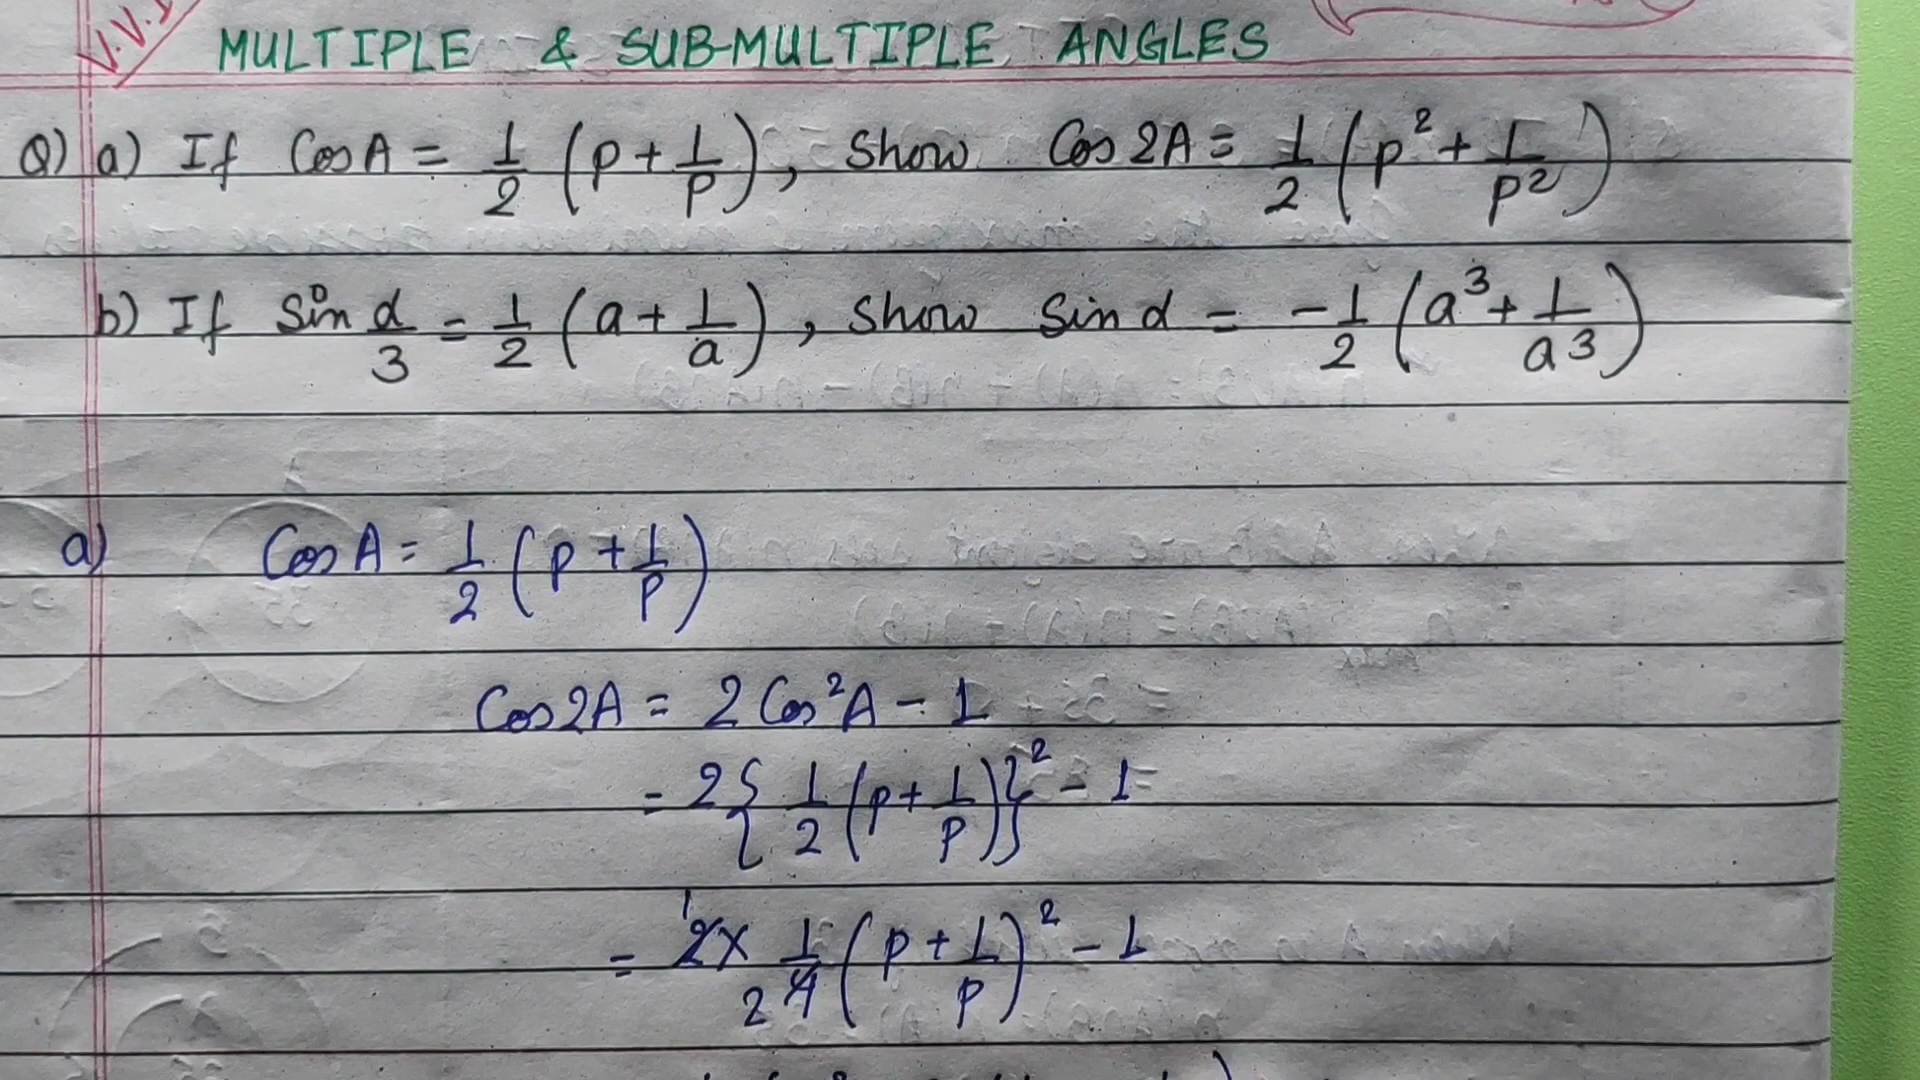 V.V.I
MULTIPLE & SUB-MULTIPLE ANGLES
Q) a) If Cos A = 1/2 (p + 1/p), Show Cos 2A = 1/2 (p² + 1/p²)
b) If Sin α/3 = 1/2 (a + 1/a), Show Sin α = -1/2 (a³ + 1/a³)
a) Cos A = 1/2 (p + 1/p)
Cos 2A = 2 Cos²A - 1
= 2{1/2 (p + 1/p)}² - 1
= 2 × 1/4 (p + 1/p)² - 1
1
2